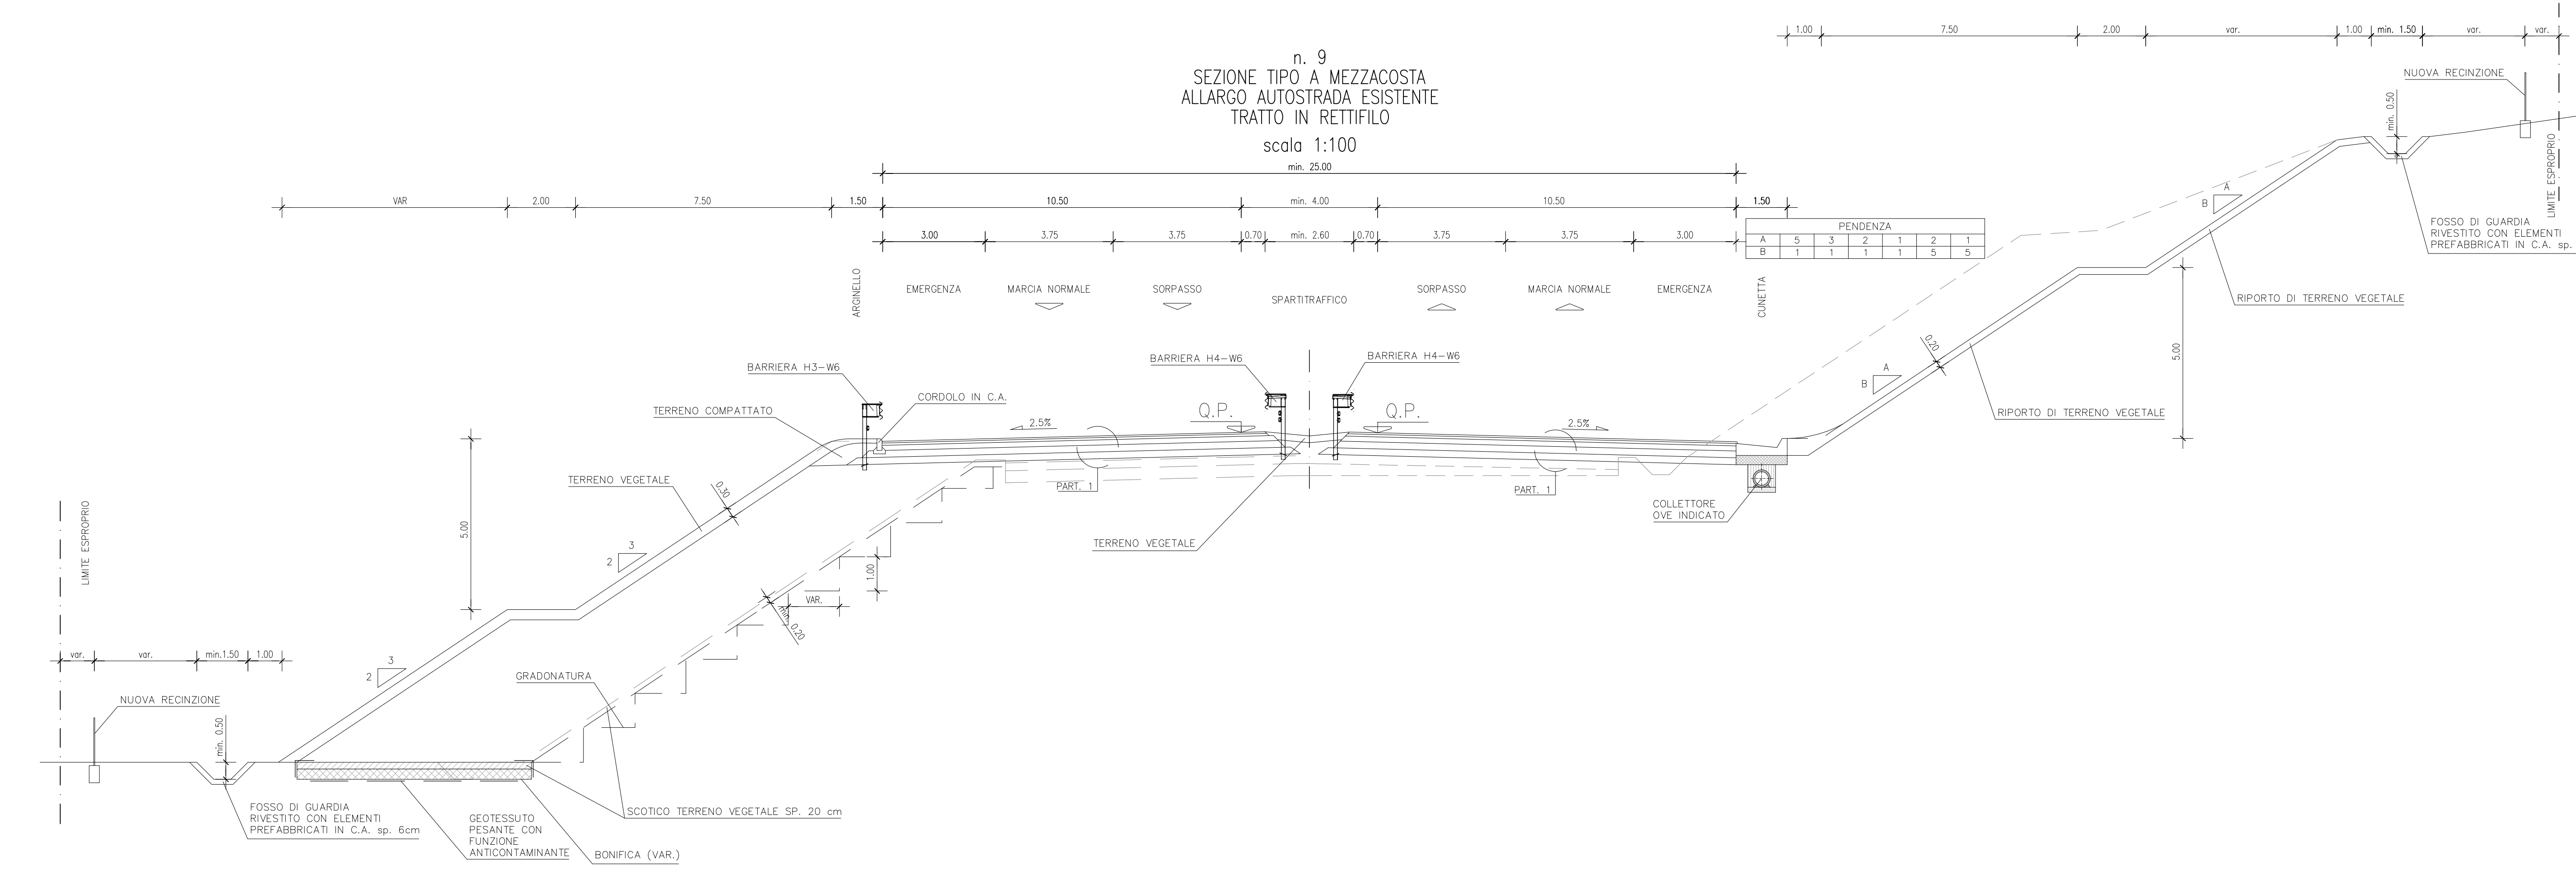 1.00
7.50
2.00
var.
1.00
min. 1.50
var.
var.
n. 9
SEZIONE TIPO A MEZZACOSTA
ALLARGO AUTOSTRADA ESISTENTE
TRATTO IN RETTIFILO
scala 1:100
NUOVA RECINZIONE
min. 0.50
LIMITE ESPROPRIO
min. 25.00
VAR
2.00
7.50
1.50
10.50
min. 4.00
10.50
1.50
3.00
3.75
3.75
0.70
min. 2.60
0.70
3.75
3.75
3.00
PENDENZA
A 5 3 2 1 2 1
B 1 1 1 1 5 5
A
B
FOSSO DI GUARDIA
RIVESTITO CON ELEMENTI
PREFABBRICATI IN C.A. sp.
ARGINELLO
EMERGENZA
MARCIA NORMALE
SORPASSO
SPARTITRAFFICO
SORPASSO
MARCIA NORMALE
EMERGENZA
CUNETTA
RIPORTO DI TERRENO VEGETALE
0.20
5.00
BARRIERA H3-W6
BARRIERA H4-W6
BARRIERA H4-W6
A
B
CORDOLO IN C.A.
TERRENO COMPATTATO
Q.P.
Q.P.
2.5%
2.5%
RIPORTO DI TERRENO VEGETALE
TERRENO VEGETALE
0.30
PART. 1
PART. 1
COLLETTORE
OVE INDICATO
5.00
LIMITE ESPROPRIO
3
2
TERRENO VEGETALE
1.00
VAR.
min. 0.20
var.
var.
min.1.50
1.00
3
2
GRADONATURA
NUOVA RECINZIONE
min. 0.50
FOSSO DI GUARDIA
RIVESTITO CON ELEMENTI
PREFABBRICATI IN C.A. sp. 6cm
SCOTICO TERRENO VEGETALE SP. 20 cm
GEOTESSUTO
PESANTE CON
FUNZIONE
ANTICONTAMINANTE
BONIFICA (VAR.)